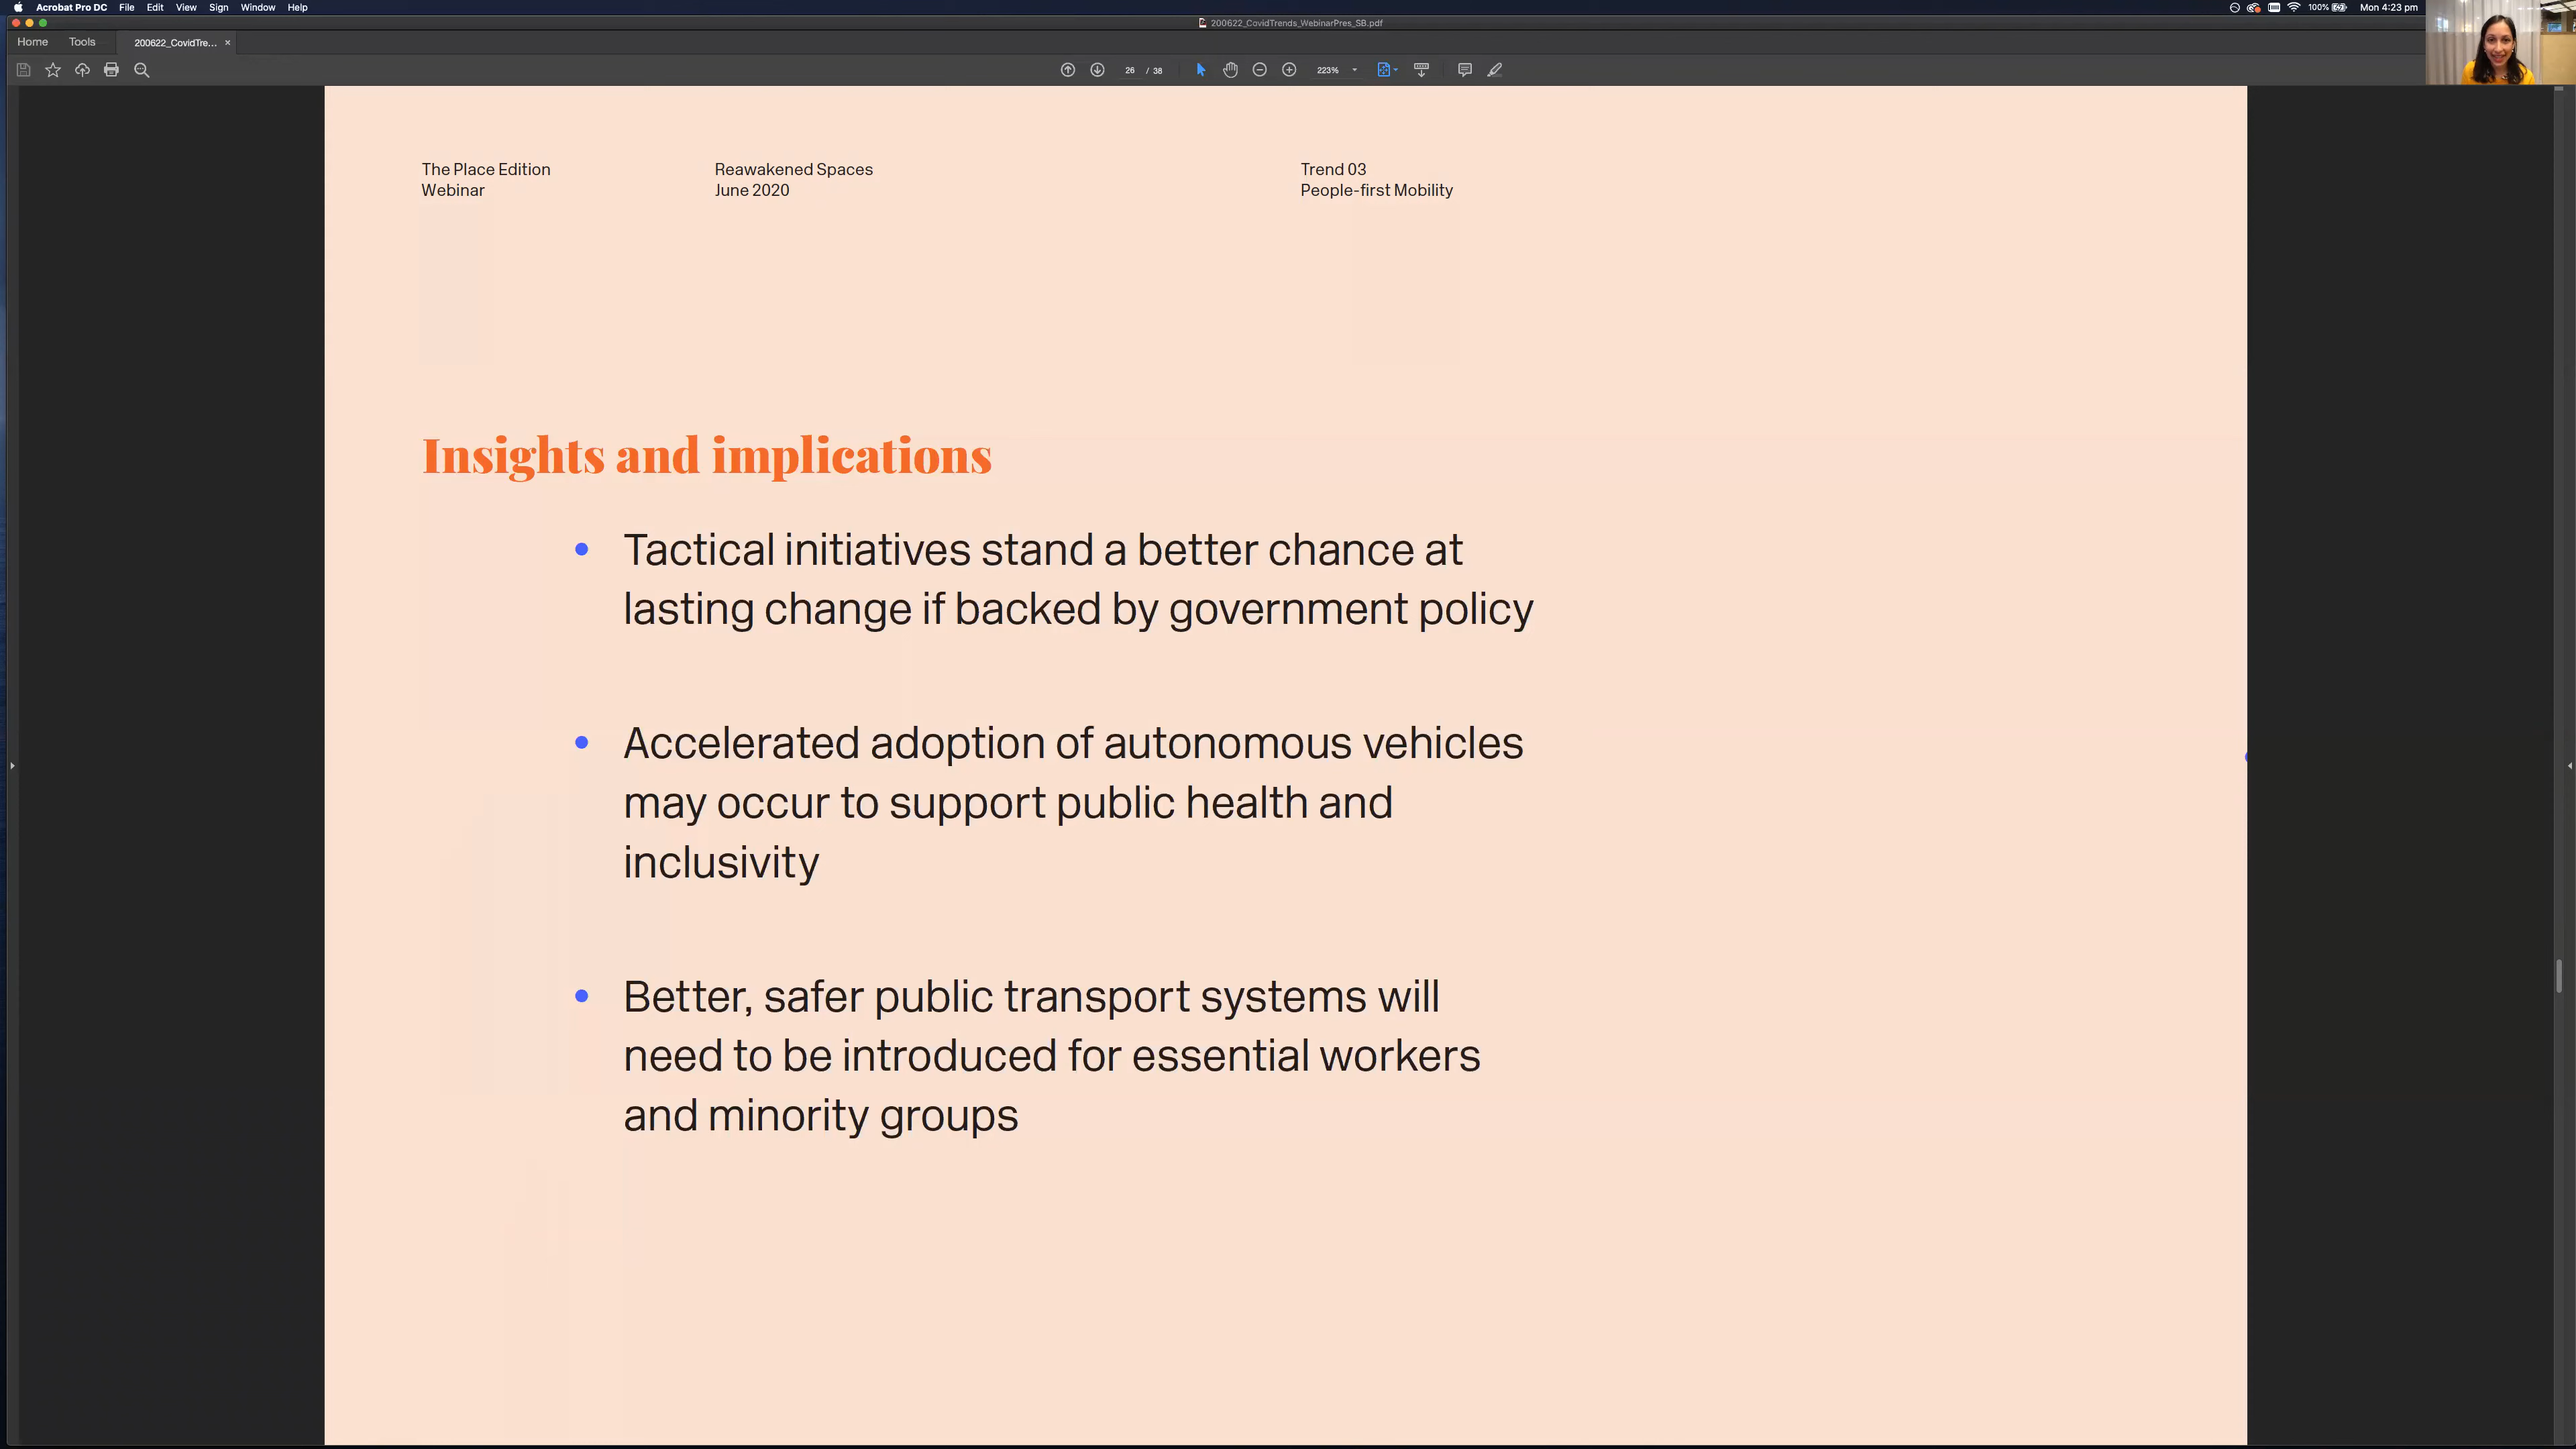 Acrobat Pro DC File Edit View Sign Window Help 100% Mon 4:23 pm
200622_CovidTrends_WebinarPres_SB.pdf
Home Tools 200622_CovidTre... ×
26 / 38 223%
The Place Edition
Webinar
Reawakened Spaces
June 2020
Trend 03
People-first Mobility
Insights and implications
• Tactical initiatives stand a better chance at
lasting change if backed by government policy
• Accelerated adoption of autonomous vehicles
may occur to support public health and
inclusivity
• Better, safer public transport systems will
need to be introduced for essential workers
and minority groups